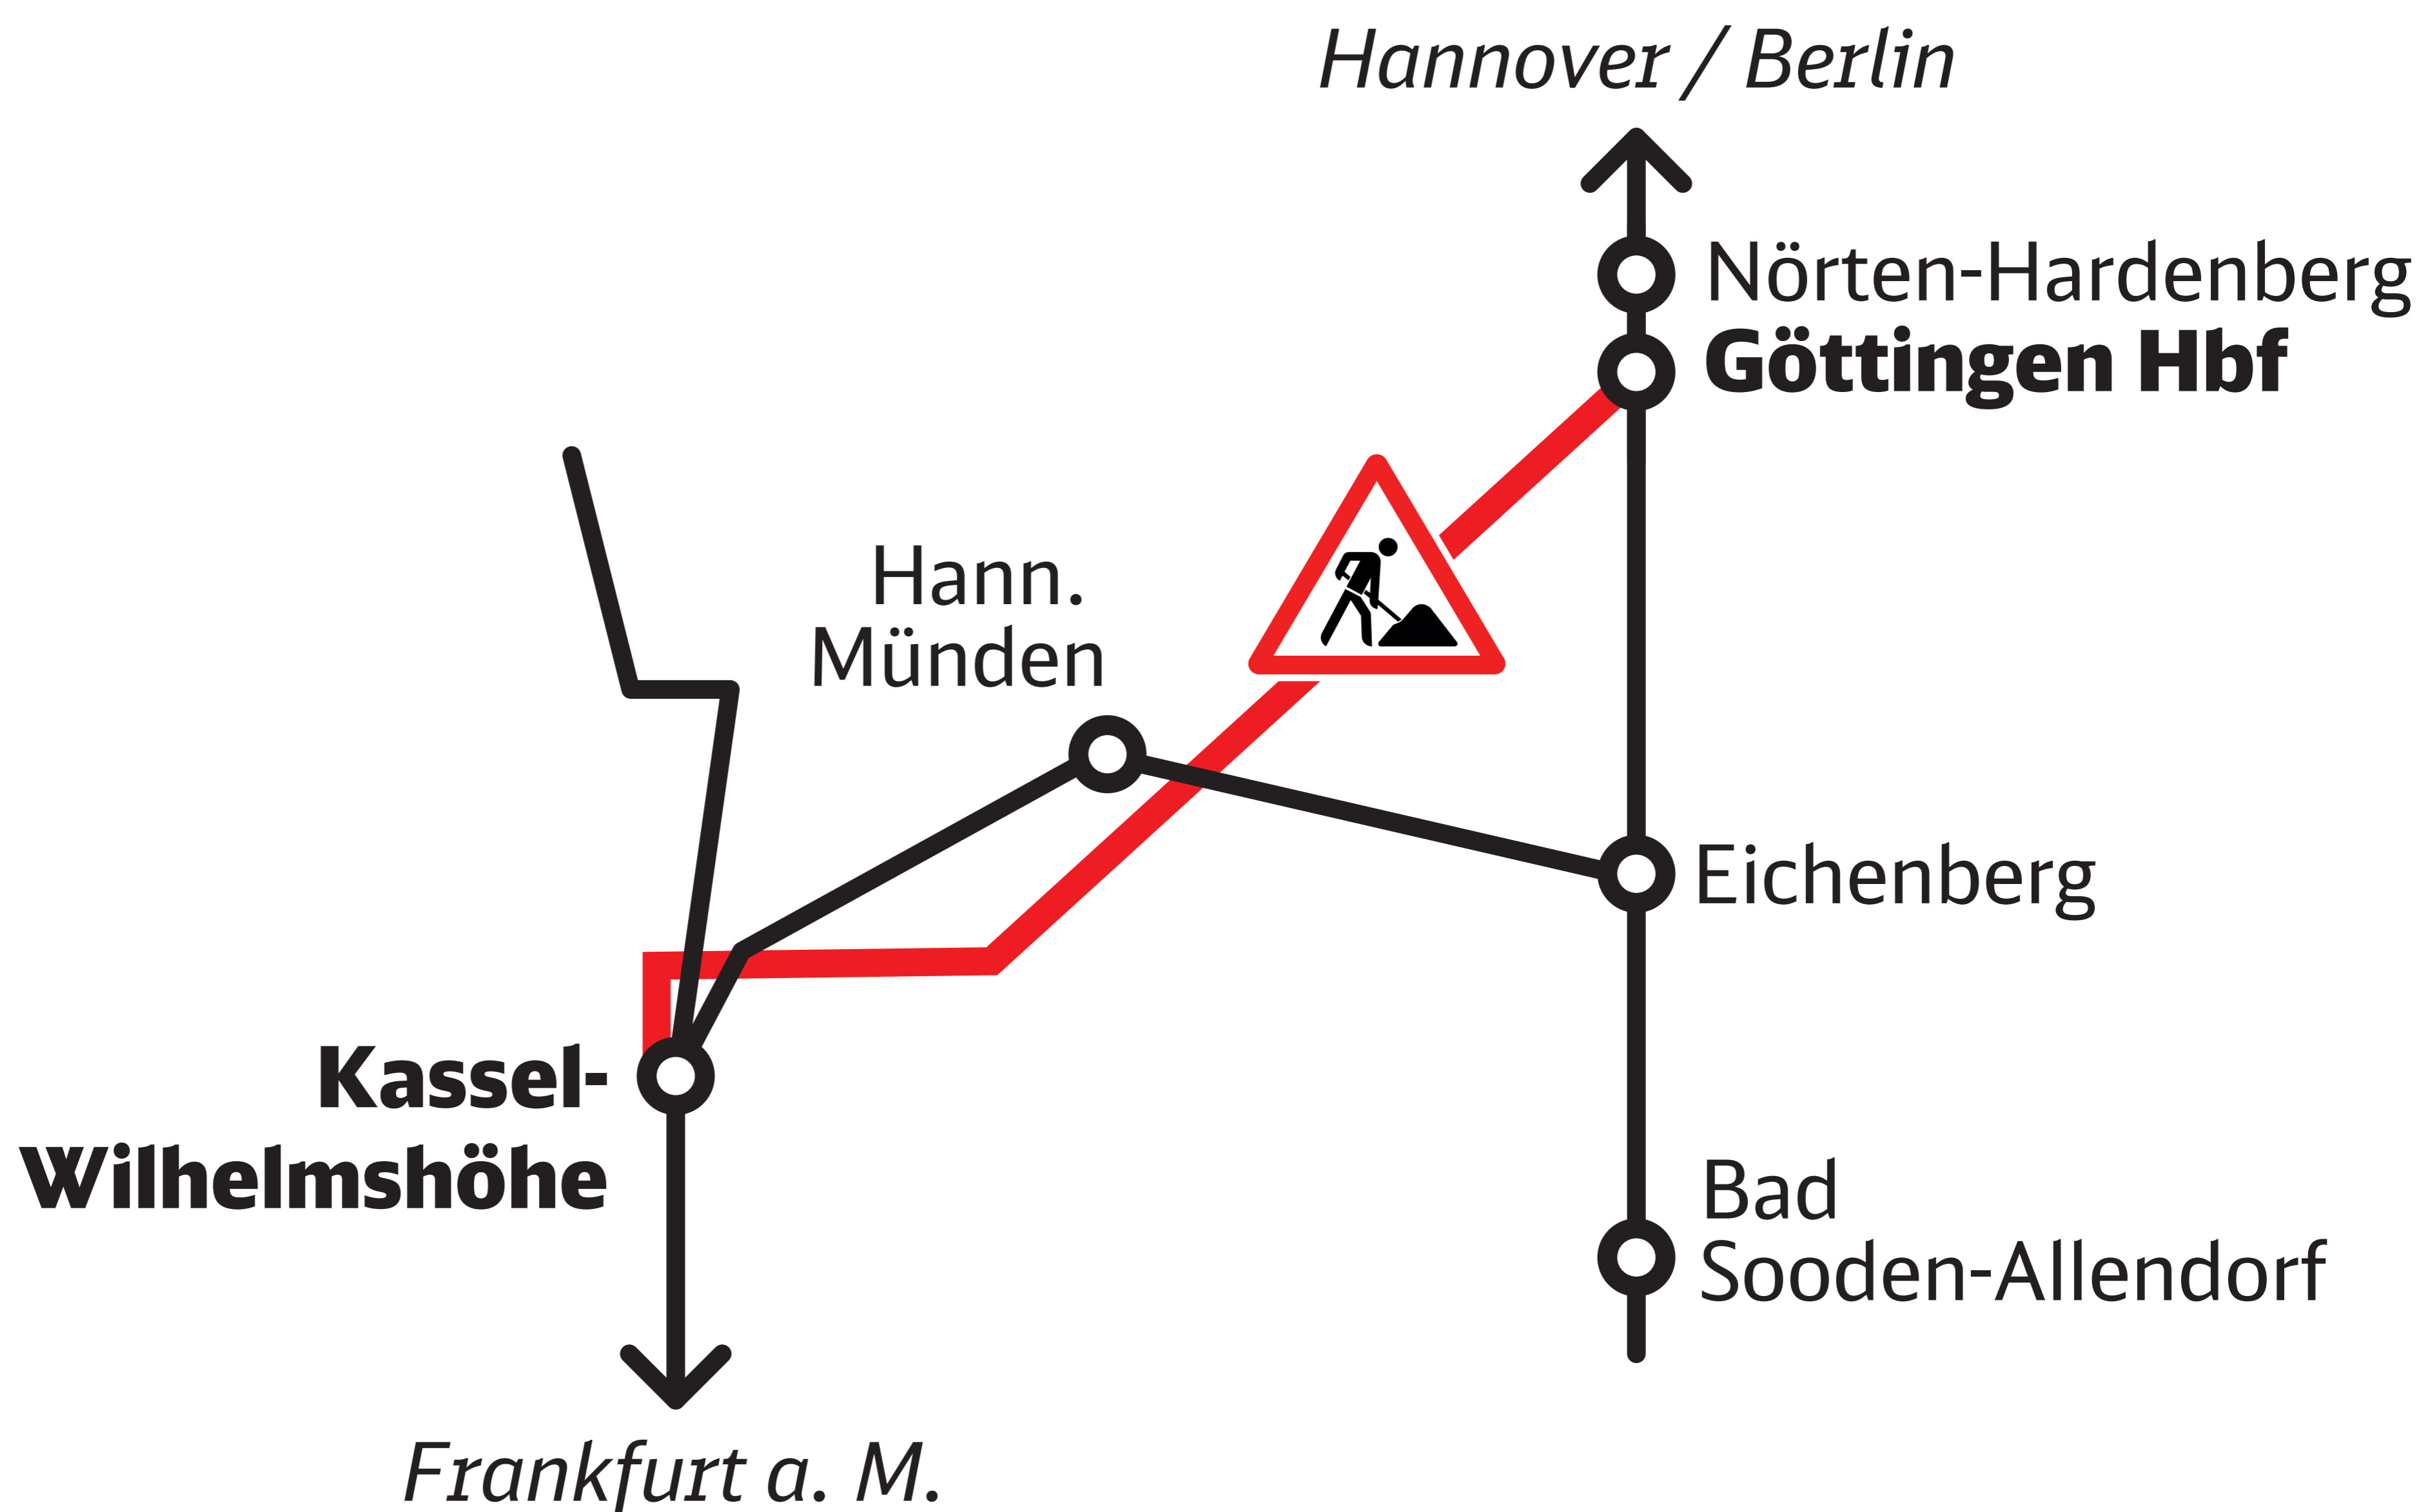 Hannover / Berlin
Nörten-Hardenberg
Göttingen Hbf
Hann.
Münden
Eichenberg
Kassel-
Wilhelmshöhe
Bad
Sooden-Allendorf
Frankfurt a. M.